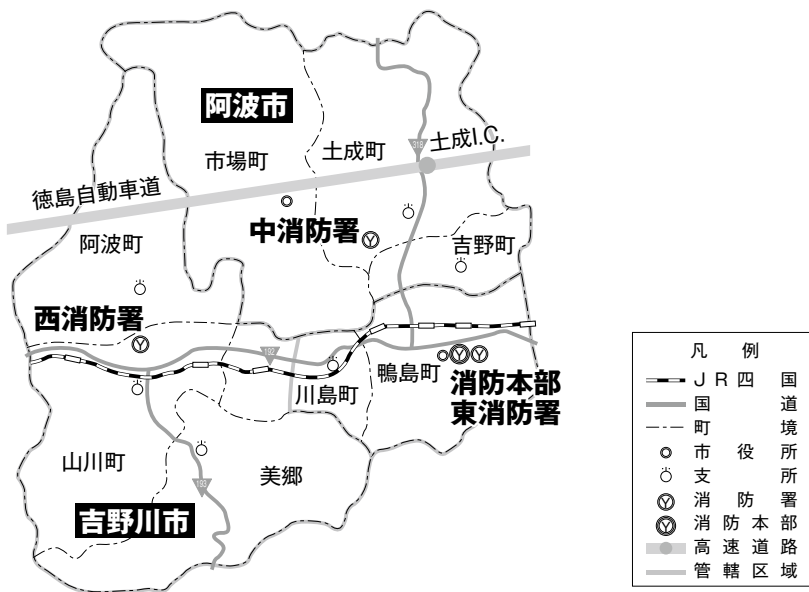 阿波市
318
土成I.C.
土成町
市場町
徳島自動車道
中消防署
吉野町
阿波町
西消防署
192
鴨島町
消防本部
東消防署
川島町
山川町
美郷
193
吉野川市
凡 例
JR四国
国 道
町 境
市役所
支 所
消防署
消防本部
高速道路
管轄区域